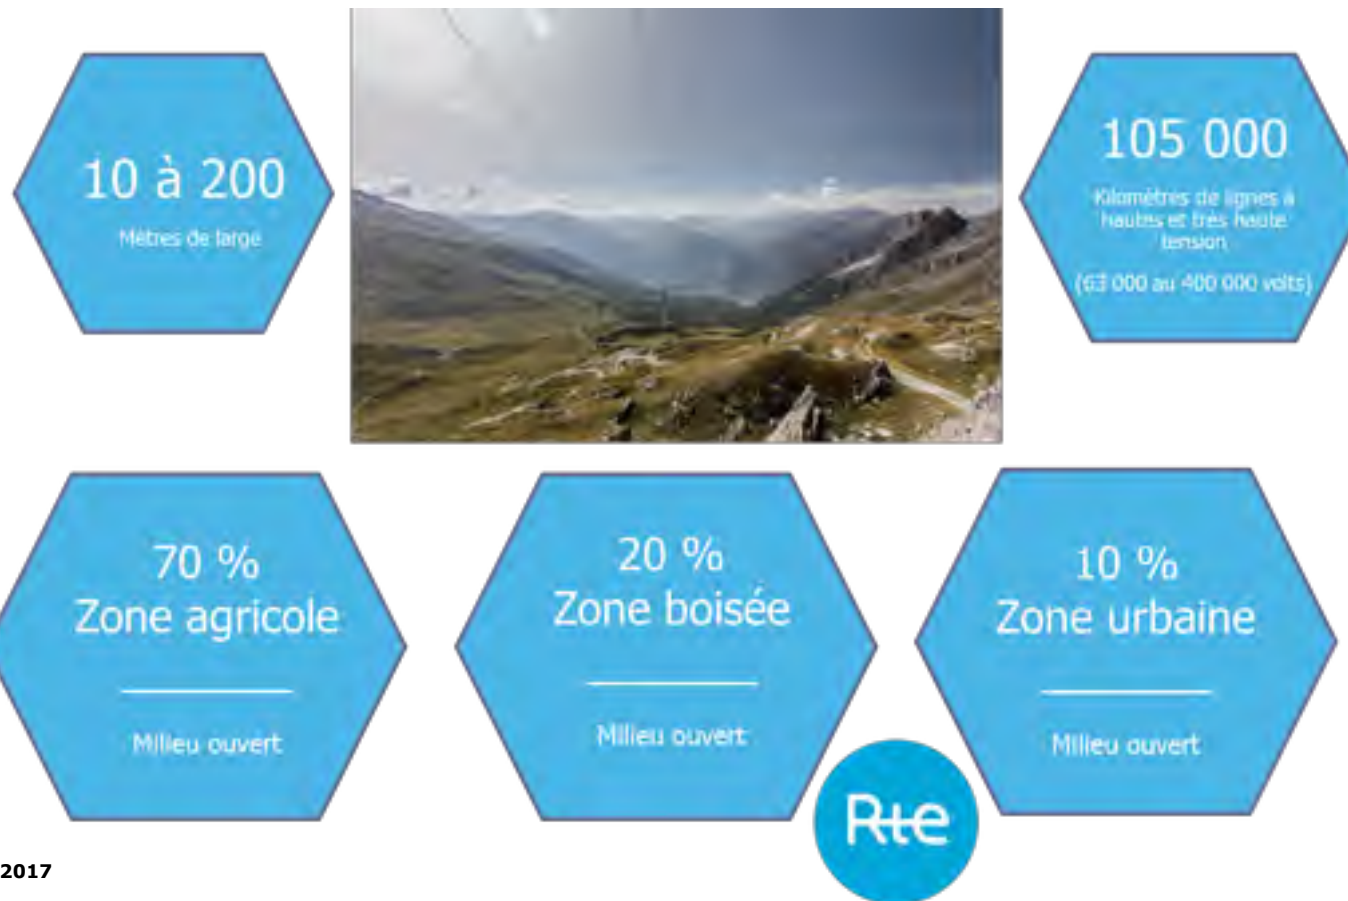 10 à 200
Mètres de large
105 000
Kilomètres de lignes à
hautes et très haute
tension
(63 000 au 400 000 volts)
70 %
Zone agricole
Milieu ouvert
20 %
Zone boisée
Milieu ouvert
10 %
Zone urbaine
Milieu ouvert
Rte
2017